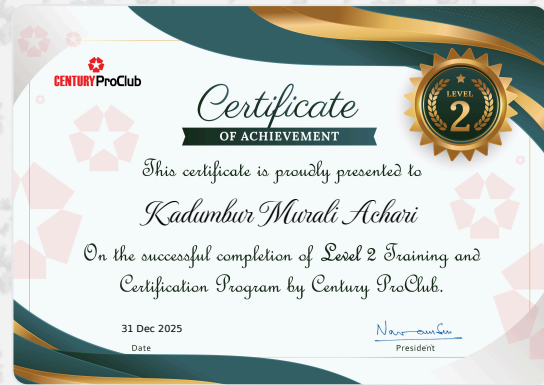 CENTURY ProClub
LEVEL
2
Certificate
OF ACHIEVEMENT
This certificate is proudly presented to
Kadumbur Murali Achari
On the successful completion of Level 2 Training and
Certification Program by Century ProClub.
31 Dec 2025
Date
President